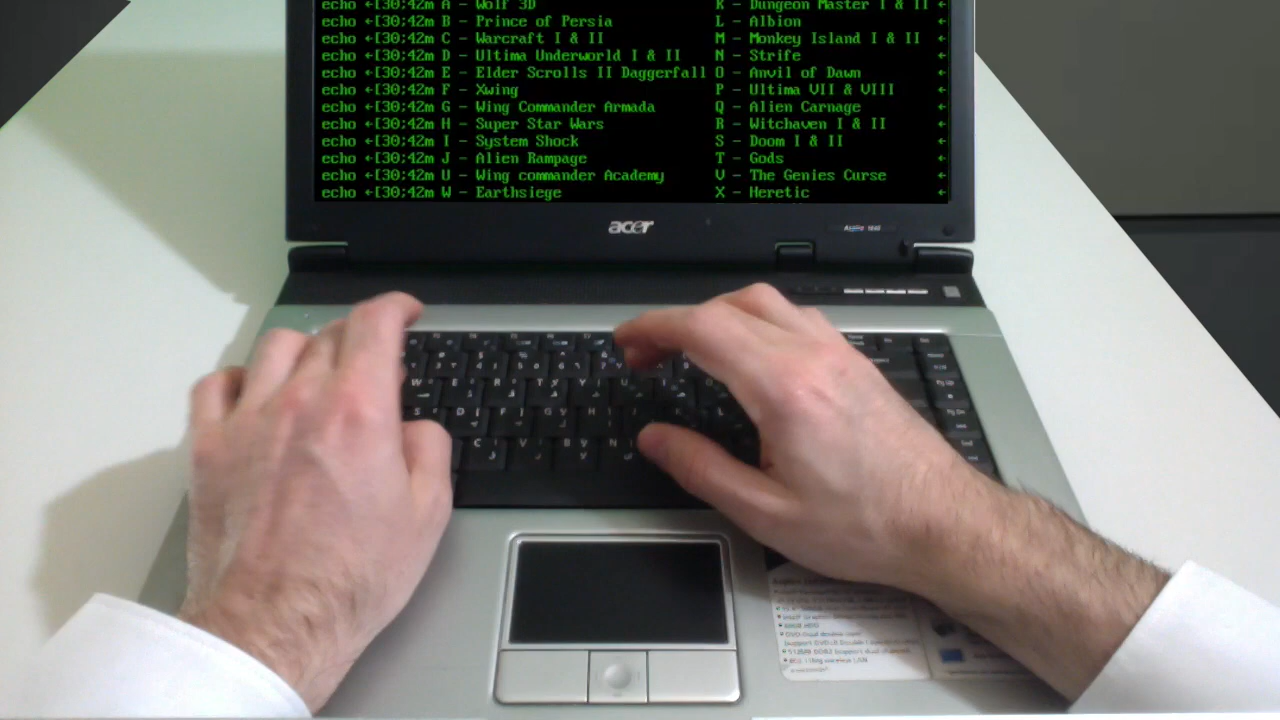 echo ←[30;42m A - Wolf 3D K - Dungeon Master I & II ←
echo ←[30;42m B - Prince of Persia L - Albion ←
echo ←[30;42m C - Warcraft I & II M - Monkey Island I & II ←
echo ←[30;42m D - Ultima Underworld I & II N - Strife ←
echo ←[30;42m E - Elder Scrolls II Daggerfall O - Anvil of Dawn ←
echo ←[30;42m F - Xwing P - Ultima VII & VIII ←
echo ←[30;42m G - Wing Commander Armada Q - Alien Carnage ←
echo ←[30;42m H - Super Star Wars R - Witchaven I & II ←
echo ←[30;42m I - System Shock S - Doom I & II ←
echo ←[30;42m J - Alien Rampage T - Gods ←
echo ←[30;42m U - Wing commander Academy V - The Genies Curse ←
echo ←[30;42m W - Earthsiege X - Heretic ←
acer
W E R T Y U
S D F G H J L
C V B N